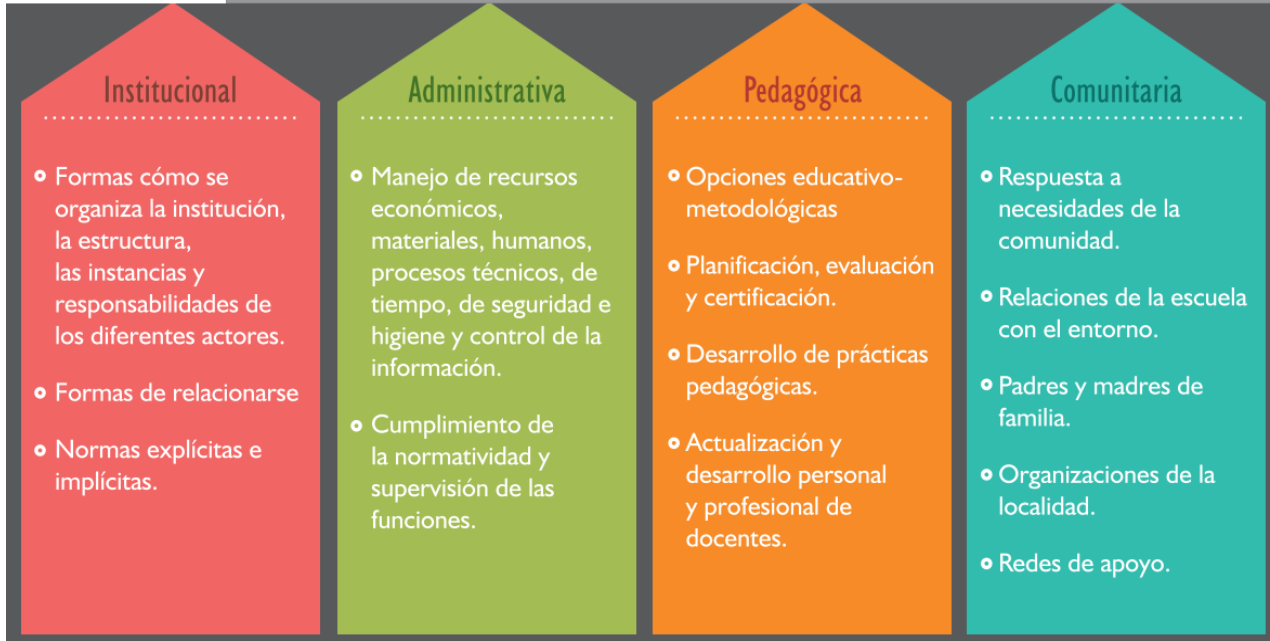 Institucional
Formas cómo se
organiza la institución,
la estructura,
las instancias y
responsabilidades de
los diferentes actores.
Formas de relacionarse
Normas explícitas e
implícitas.
Administrativa
Manejo de recursos
económicos,
materiales, humanos,
procesos técnicos, de
tiempo, de seguridad e
higiene y control de la
información.
Cumplimiento de
la normatividad y
supervisión de las
funciones.
Pedagógica
Opciones educativo-
metodológicas
Planificación, evaluación
y certificación.
Desarrollo de prácticas
pedagógicas.
Actualización y
desarrollo personal
y profesional de
docentes.
Comunitaria
Respuesta a
necesidades de la
comunidad.
Relaciones de la escuela
con el entorno.
Padres y madres de
familia.
Organizaciones de la
localidad.
Redes de apoyo.